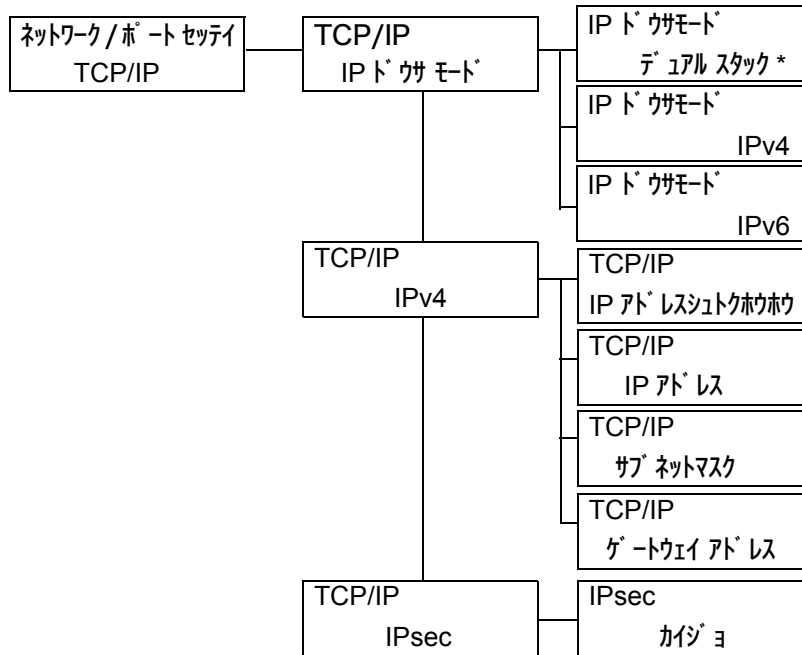 ﾈｯﾄﾜｰｸ / ﾎﾟｰﾄ ｾｯﾃｲ
TCP/IP
TCP/IP
IP ﾄﾞｳｻ ﾓｰﾄﾞ
IP ﾄﾞｳｻﾓｰﾄﾞ
ﾃﾞｭｱﾙ ｽﾀｯｸ *
IP ﾄﾞｳｻﾓｰﾄﾞ
IPv4
IP ﾄﾞｳｻﾓｰﾄﾞ
IPv6
TCP/IP
IPv4
TCP/IP
IP ｱﾄﾞﾚｽｼｭﾄｸﾎｳﾎｳ
TCP/IP
IP ｱﾄﾞﾚｽ
TCP/IP
ｻﾌﾞﾈｯﾄﾏｽｸ
TCP/IP
ｹﾞｰﾄｳｪｲ ｱﾄﾞﾚｽ
TCP/IP
IPsec
IPsec
ｶｲｼﾞｮ